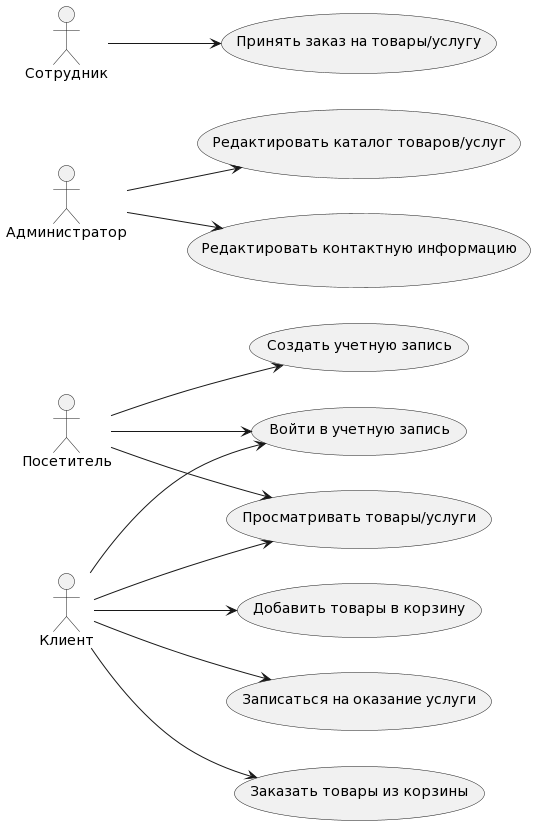 Принять заказ на товары/услугу
Сотрудник
Редактировать каталог товаров/услуг
Администратор
Редактировать контактную информацию
Создать учетную запись
Войти в учетную запись
Посетитель
Просматривать товары/услуги
Добавить товары в корзину
Клиент
Записаться на оказание услуги
Заказать товары из корзины